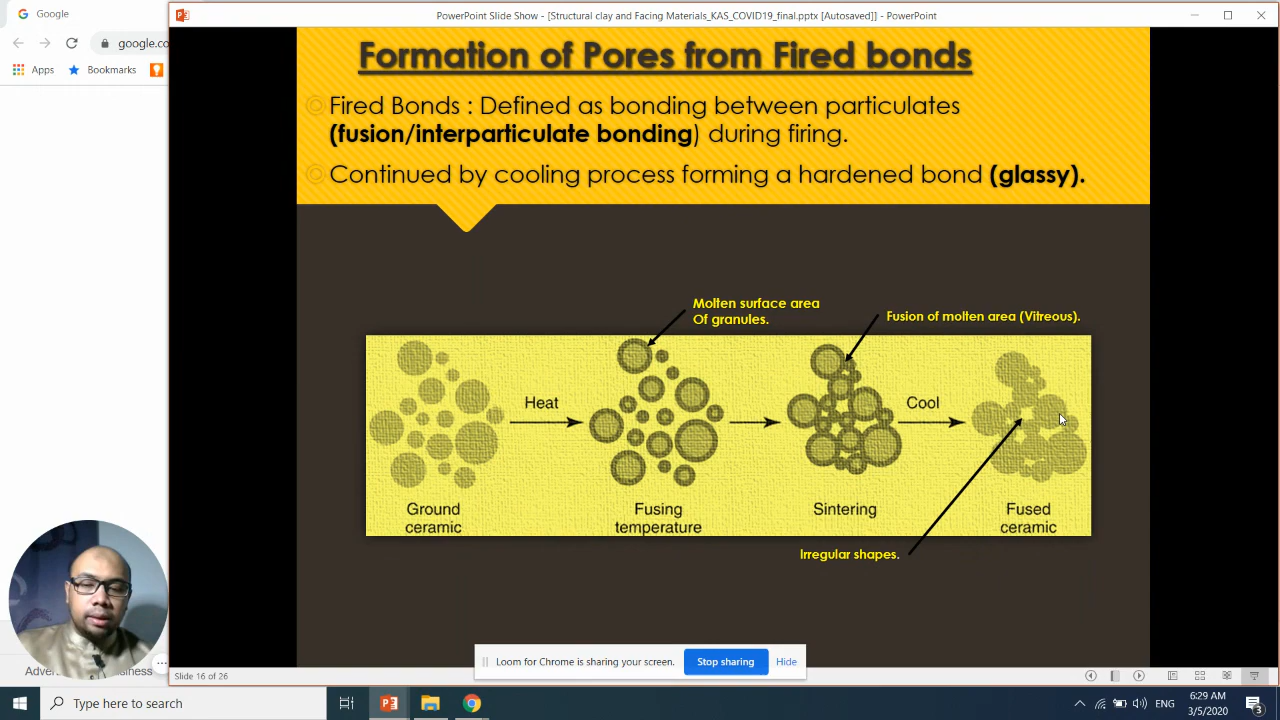 Google
PowerPoint Slide Show - [Structural clay and Facing Materials_KAS_COVID19_final.pptx [Autosaved]] - PowerPoint
google.co
Apps
Bookmarks
Formation of Pores from Fired bonds
Fired Bonds : Defined as bonding between particulates
(fusion/interparticulate bonding) during firing.
Continued by cooling process forming a hardened bond (glassy).
Molten surface area
Of granules.
Fusion of molten area (Vitreous).
Heat
Cool
Ground
ceramic
Fusing
temperature
Sintering
Fused
ceramic
Irregular shapes.
Loom for Chrome is sharing your screen.
Stop sharing
Hide
Slide 16 of 26
Type here to search
ENG
6:29 AM
3/5/2020
3